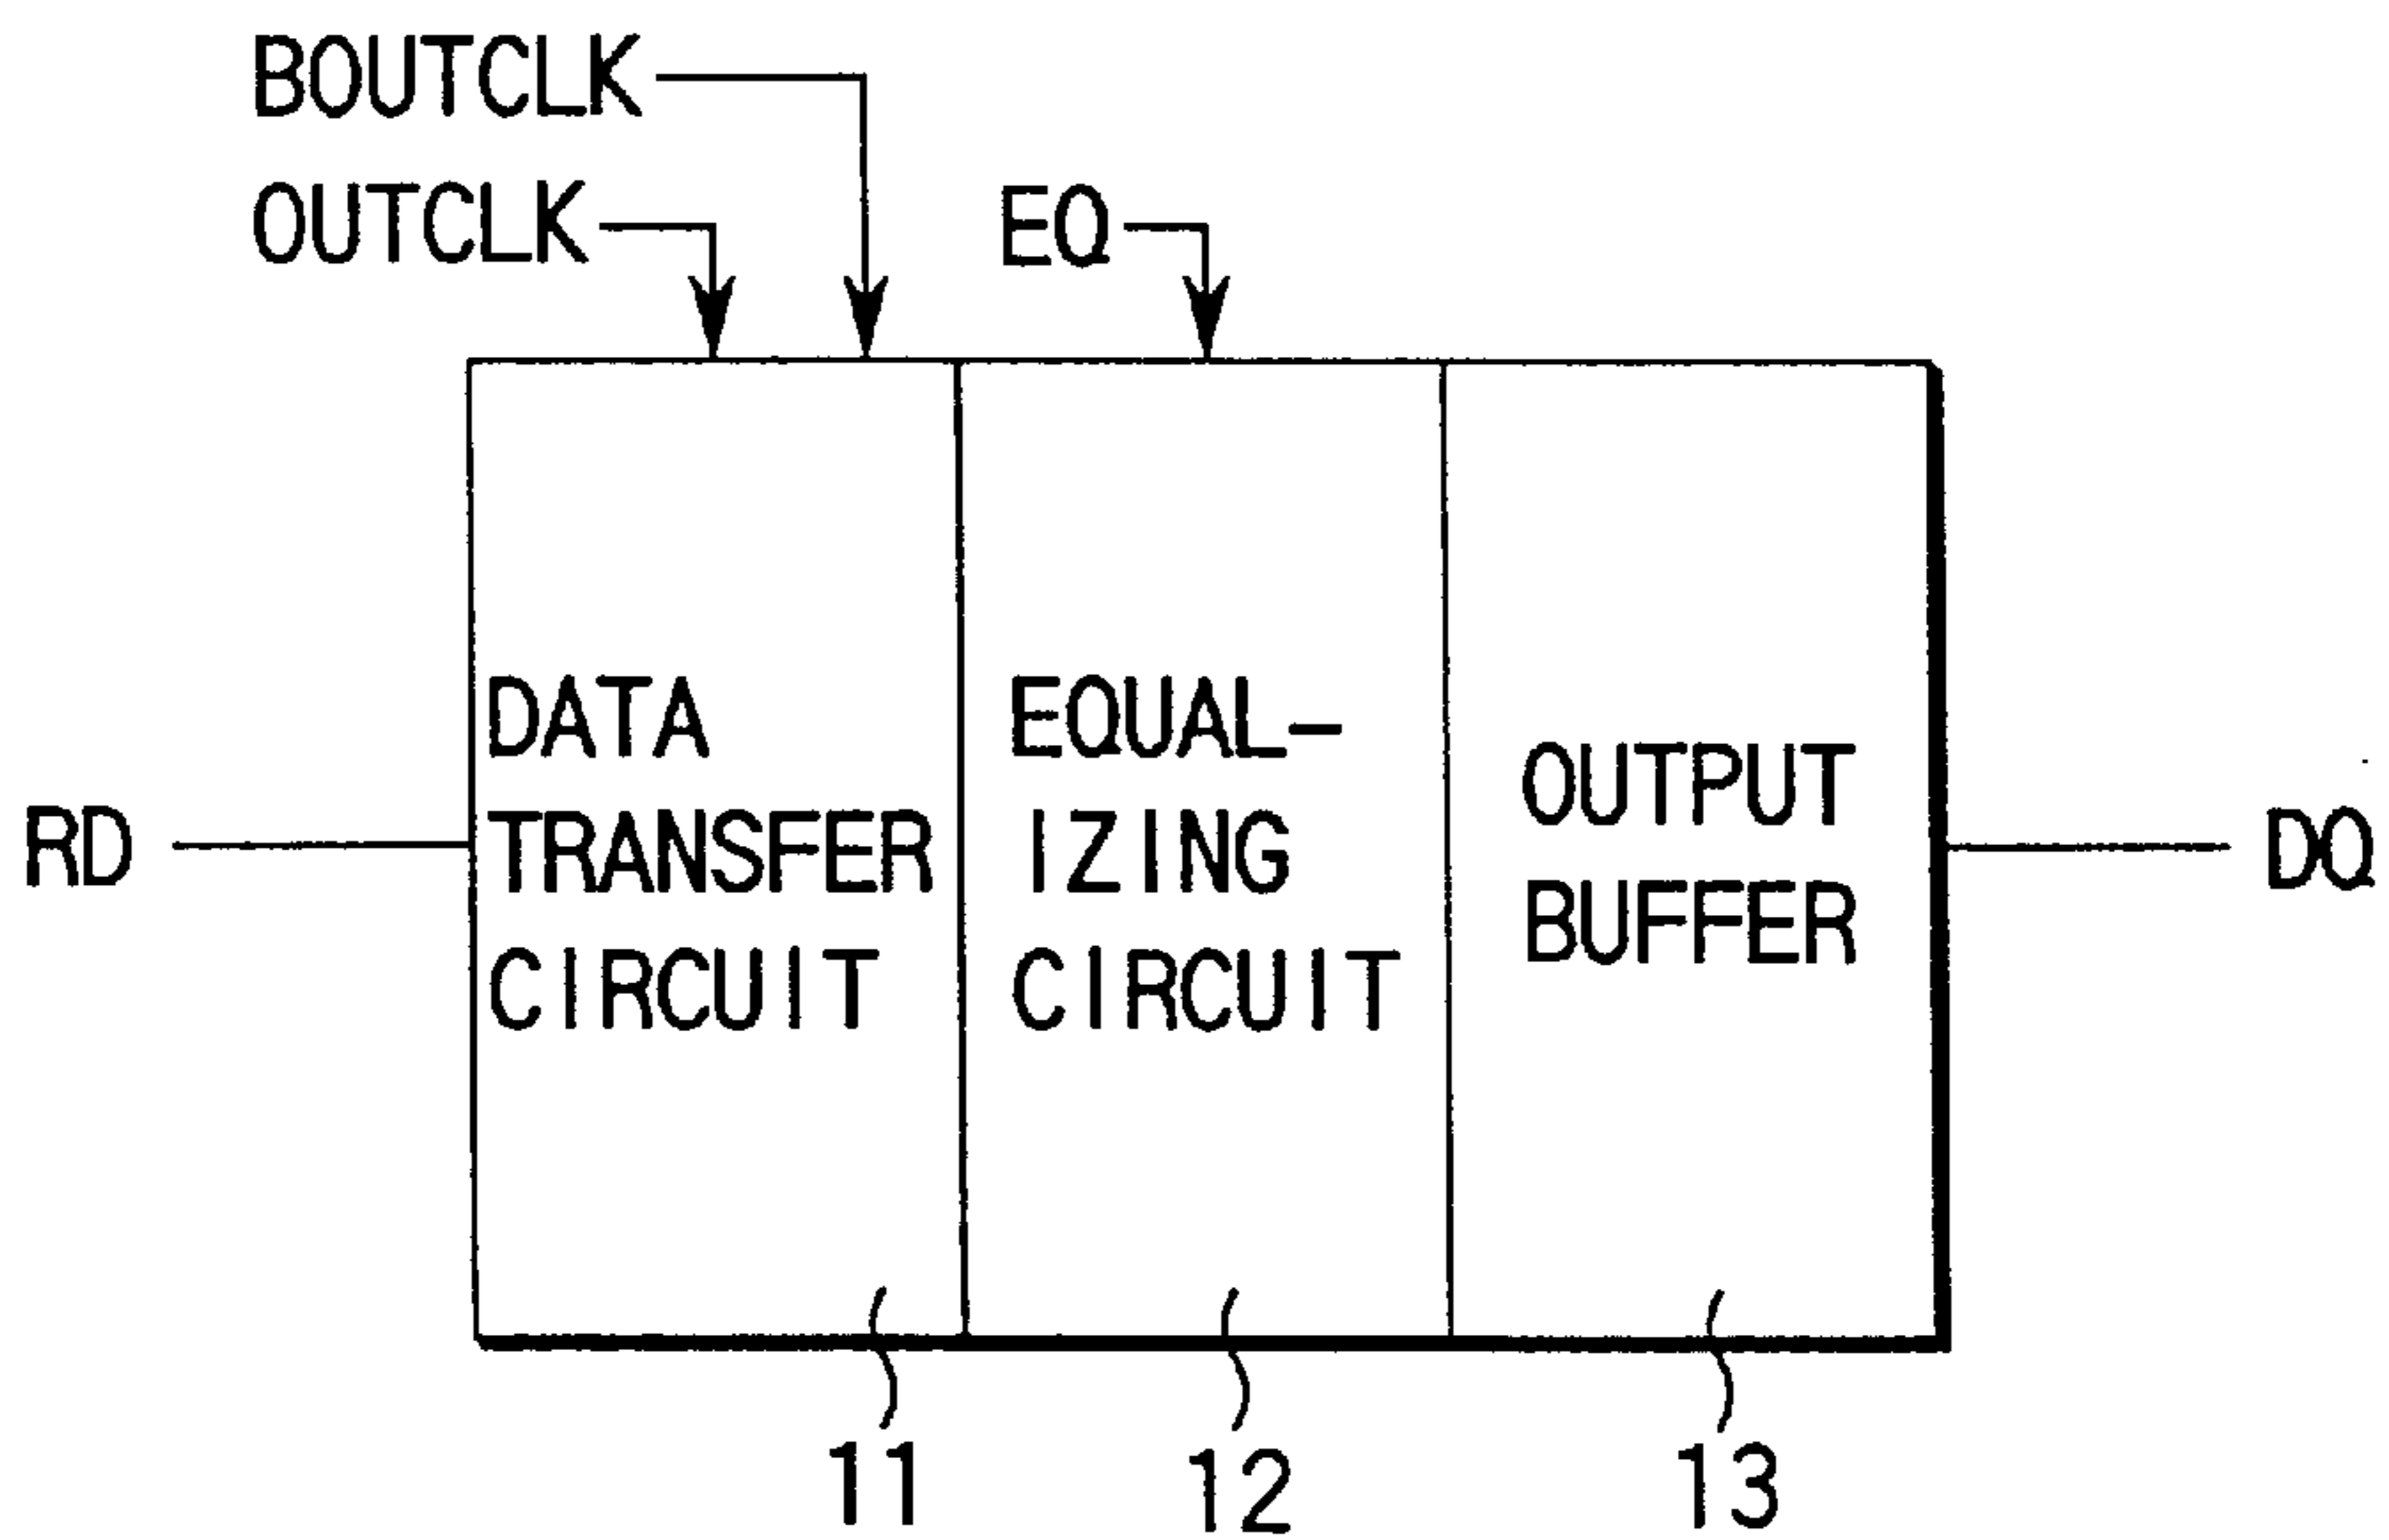 BOUTCLK
OUTCLK
EQ
DATA
TRANSFER
CIRCUIT
EQUAL-
IZING
CIRCUIT
OUTPUT
BUFFER
RD
DQ
11
12
13